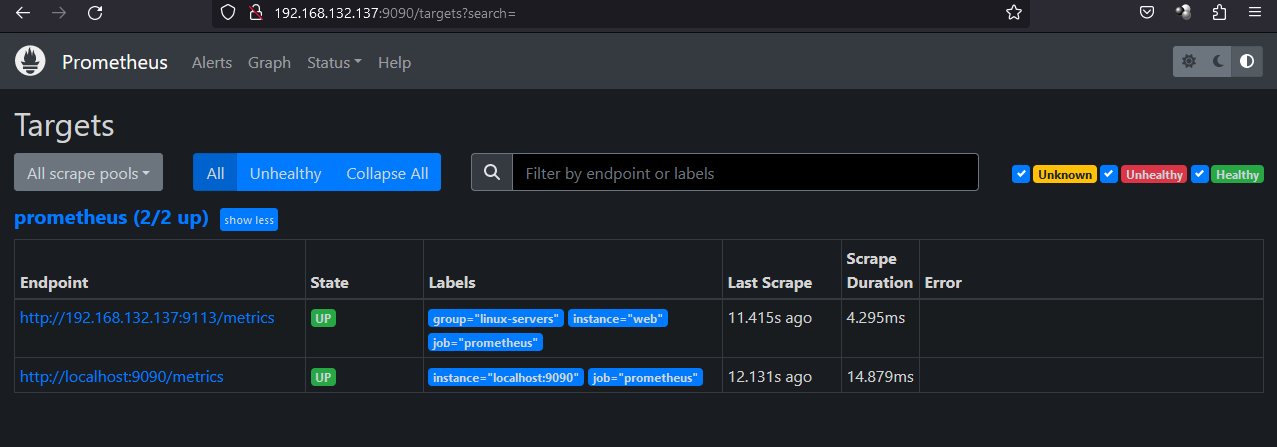 192.168.132.137:9090/targets?search=
Prometheus Alerts Graph Status Help
Targets
All scrape pools All Unhealthy Collapse All Filter by endpoint or labels Unknown Unhealthy Healthy
prometheus (2/2 up) show less
Endpoint State Labels Last Scrape Scrape Duration Error
http://192.168.132.137:9113/metrics UP group="linux-servers" instance="web" 11.415s ago 4.295ms
job="prometheus"
http://localhost:9090/metrics UP instance="localhost:9090" job="prometheus" 12.131s ago 14.879ms